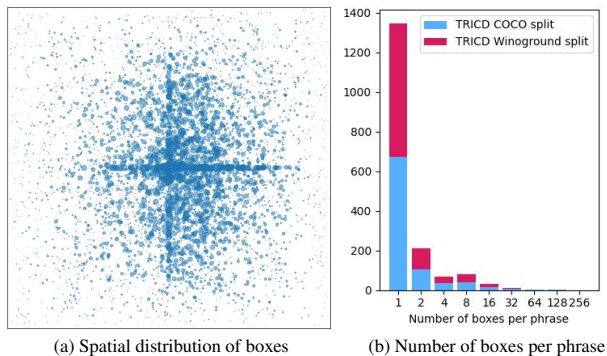 1400
1200
1000
800
600
400
200
0
TRICD COCO split
TRICD Winoground split
1 2 4 8 16 32 64 128 256
Number of boxes per phrase
(a) Spatial distribution of boxes
(b) Number of boxes per phrase